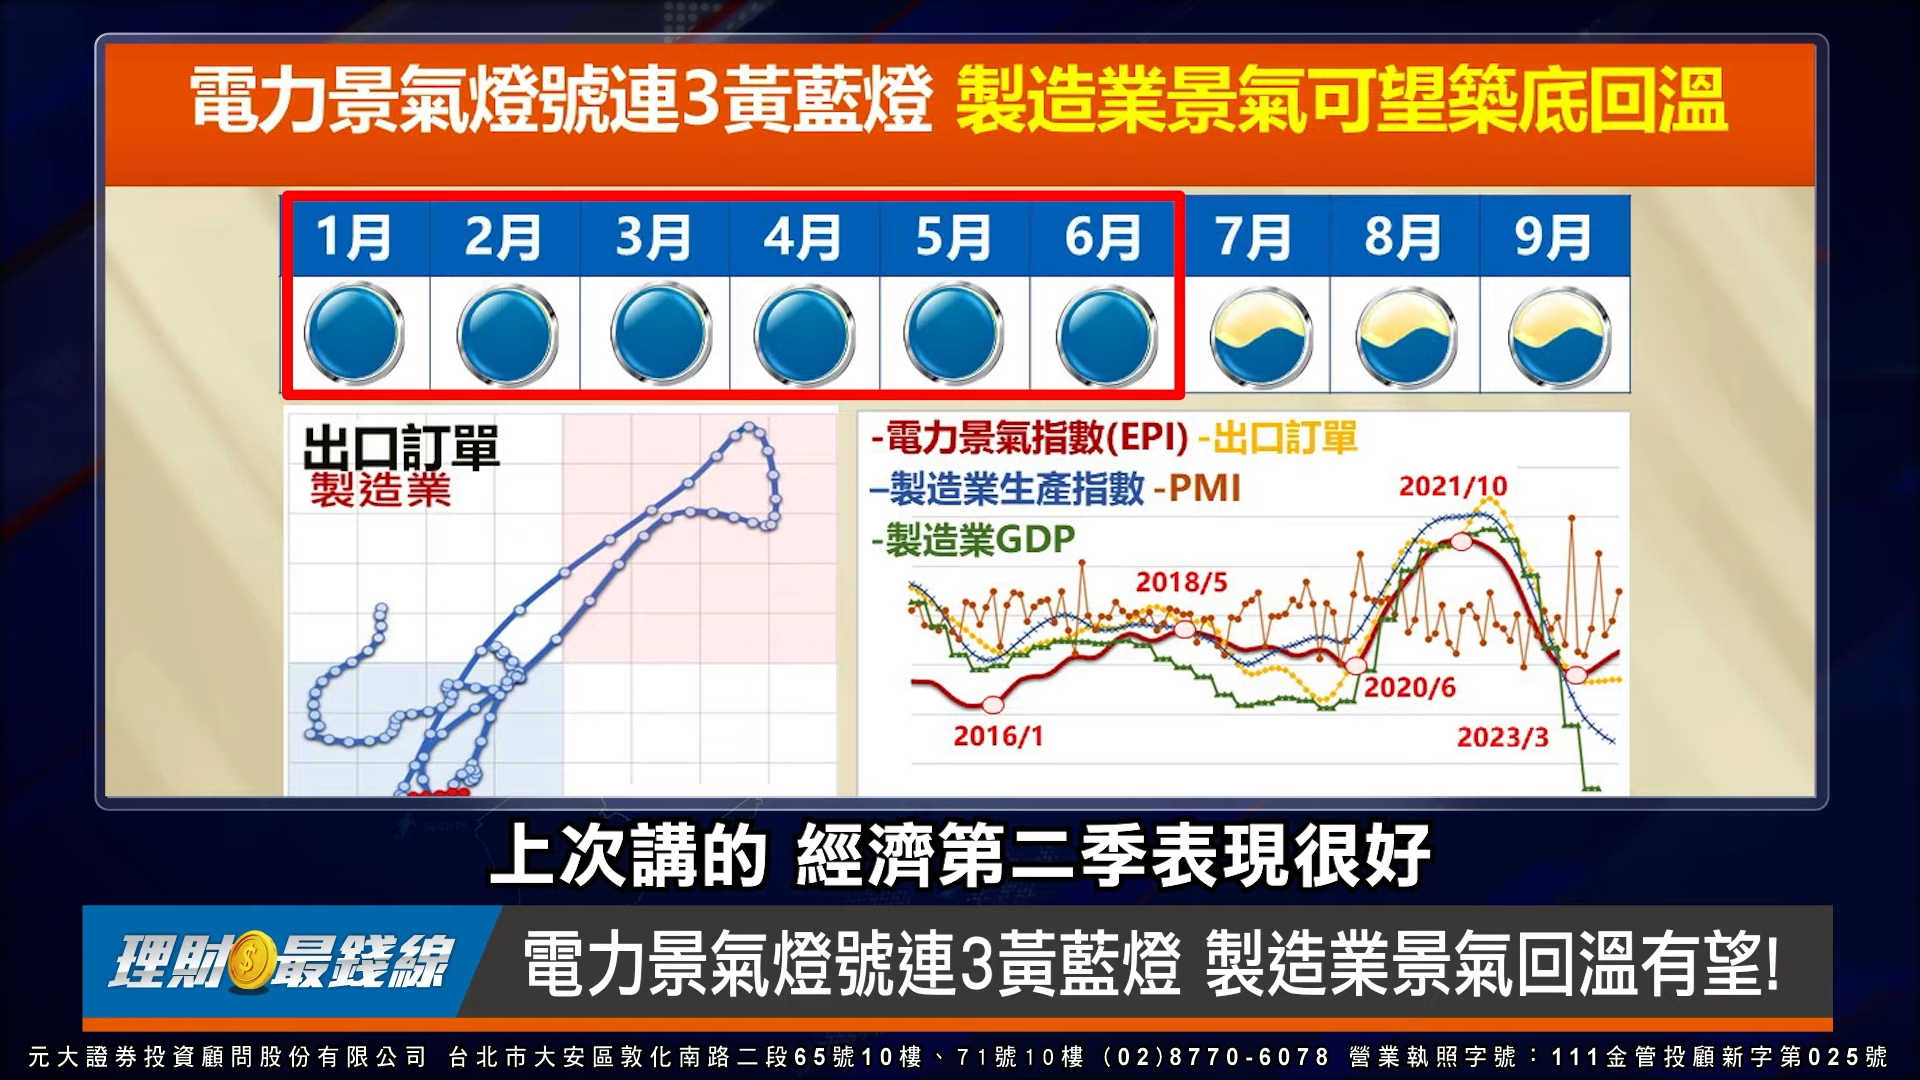 電力景氣燈號連3黃藍燈 製造業景氣可望築底回溫
1月 2月 3月 4月 5月 6月 7月 8月 9月
出口訂單
製造業
-電力景氣指數(EPI) -出口訂單
–製造業生產指數 -PMI
-製造業GDP
2021/10
2018/5
2020/6
2016/1
2023/3
上次講的 經濟第二季表現很好
理財$最錢線
電力景氣燈號連3黃藍燈 製造業景氣回溫有望!
元大證券投資顧問股份有限公司 台北市大安區敦化南路二段65號10樓、71號10樓 (02)8770-6078 營業執照字號：111金管投顧新字第025號